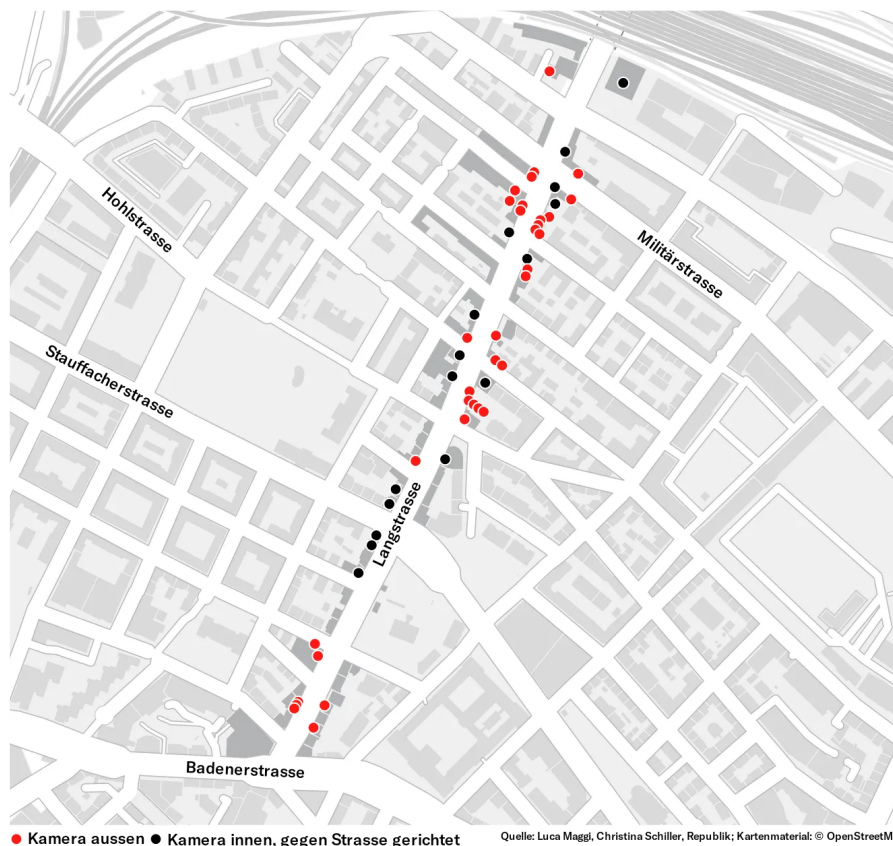 Hohlstrasse
Militärstrasse
Stauffacherstrasse
Langstrasse
Badenerstrasse
Kamera aussen Kamera innen, gegen Strasse gerichtet
Quelle: Luca Maggi, Christina Schiller, Republik; Kartenmaterial: © OpenStreetM